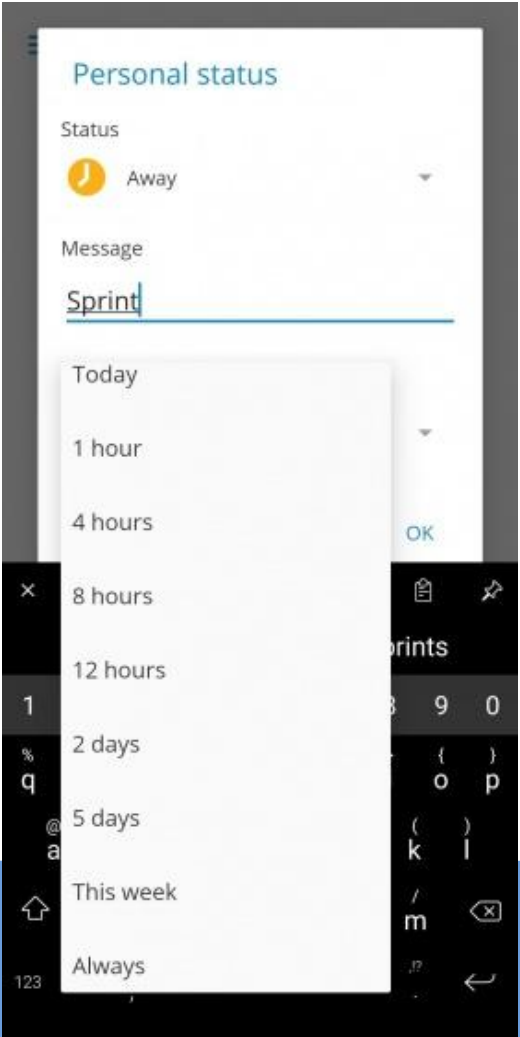 Personal status
Status
Away
Message
Sprint
Today
1 hour
4 hours
OK
8 hours
12 hours
2 days
5 days
This week
Always
1 9 0
% { }
q o p
@ ( )
a k l
/
m
123 ,!?